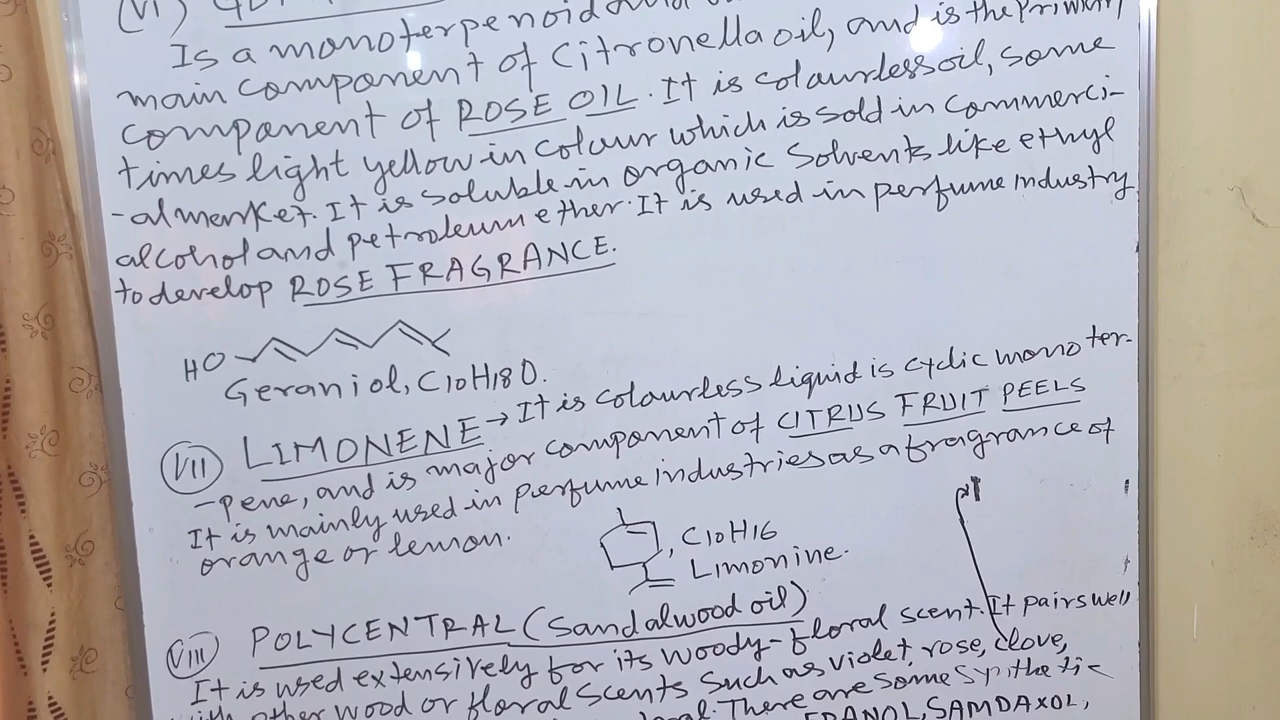 (VI)
Is a monoterpenoid and
main component of Citronella oil, and is the Primary
component of ROSE OIL. It is colourless oil, some
times light yellow in colour which is sold in commerci-
-al market. It is soluble in organic Solvents like ethyl
alcohol and petroleum ether. It is used in perfume industry
to develop ROSE FRAGRANCE.
HO
Geraniol, C10H18O.
(VII) LIMONENE → It is colourless liquid is cyclic monoter-
-pene, and is major component of CITRUS FRUIT PEELS
It is mainly used in perfume industries as a fragrance of
orange or lemon.
, C10H16
Limonine.
(VIII) POLYCENTRAL (Sandalwood oil)
It is used extensively for its woody-floral scent. It pairs well
with other wood or floral scents such as violet, rose, clove,
There are some synthetic
SAMDAXOL,